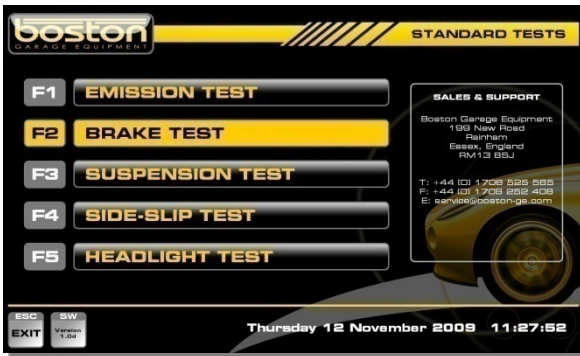 boston
GARAGE EQUIPMENT
STANDARD TESTS
F1 EMISSION TEST
F2 BRAKE TEST
F3 SUSPENSION TEST
F4 SIDE-SLIP TEST
F5 HEADLIGHT TEST
SALES & SUPPORT
Boston Garage Equipment
199 New Road
Rainham
Essex, England
RM13 8SJ
T: +44 (0) 1708 525 585
F: +44 (0) 1708 252 408
E: service@boston-ge.com
ESC
EXIT
SW
Version
1.0d
Thursday 12 November 2009 11:27:52